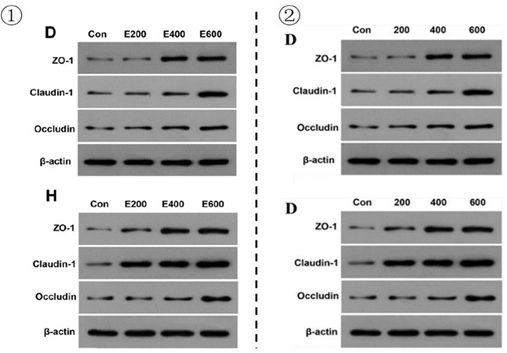 ①
D
Con E200 E400 E600
ZO-1
Claudin-1
Occludin
β-actin
H
Con E200 E400 E600
ZO-1
Claudin-1
Occludin
β-actin
②
D
Con 200 400 600
ZO-1
Claudin-1
Occludin
β-actin
D
Con 200 400 600
ZO-1
Claudin-1
Occludin
β-actin